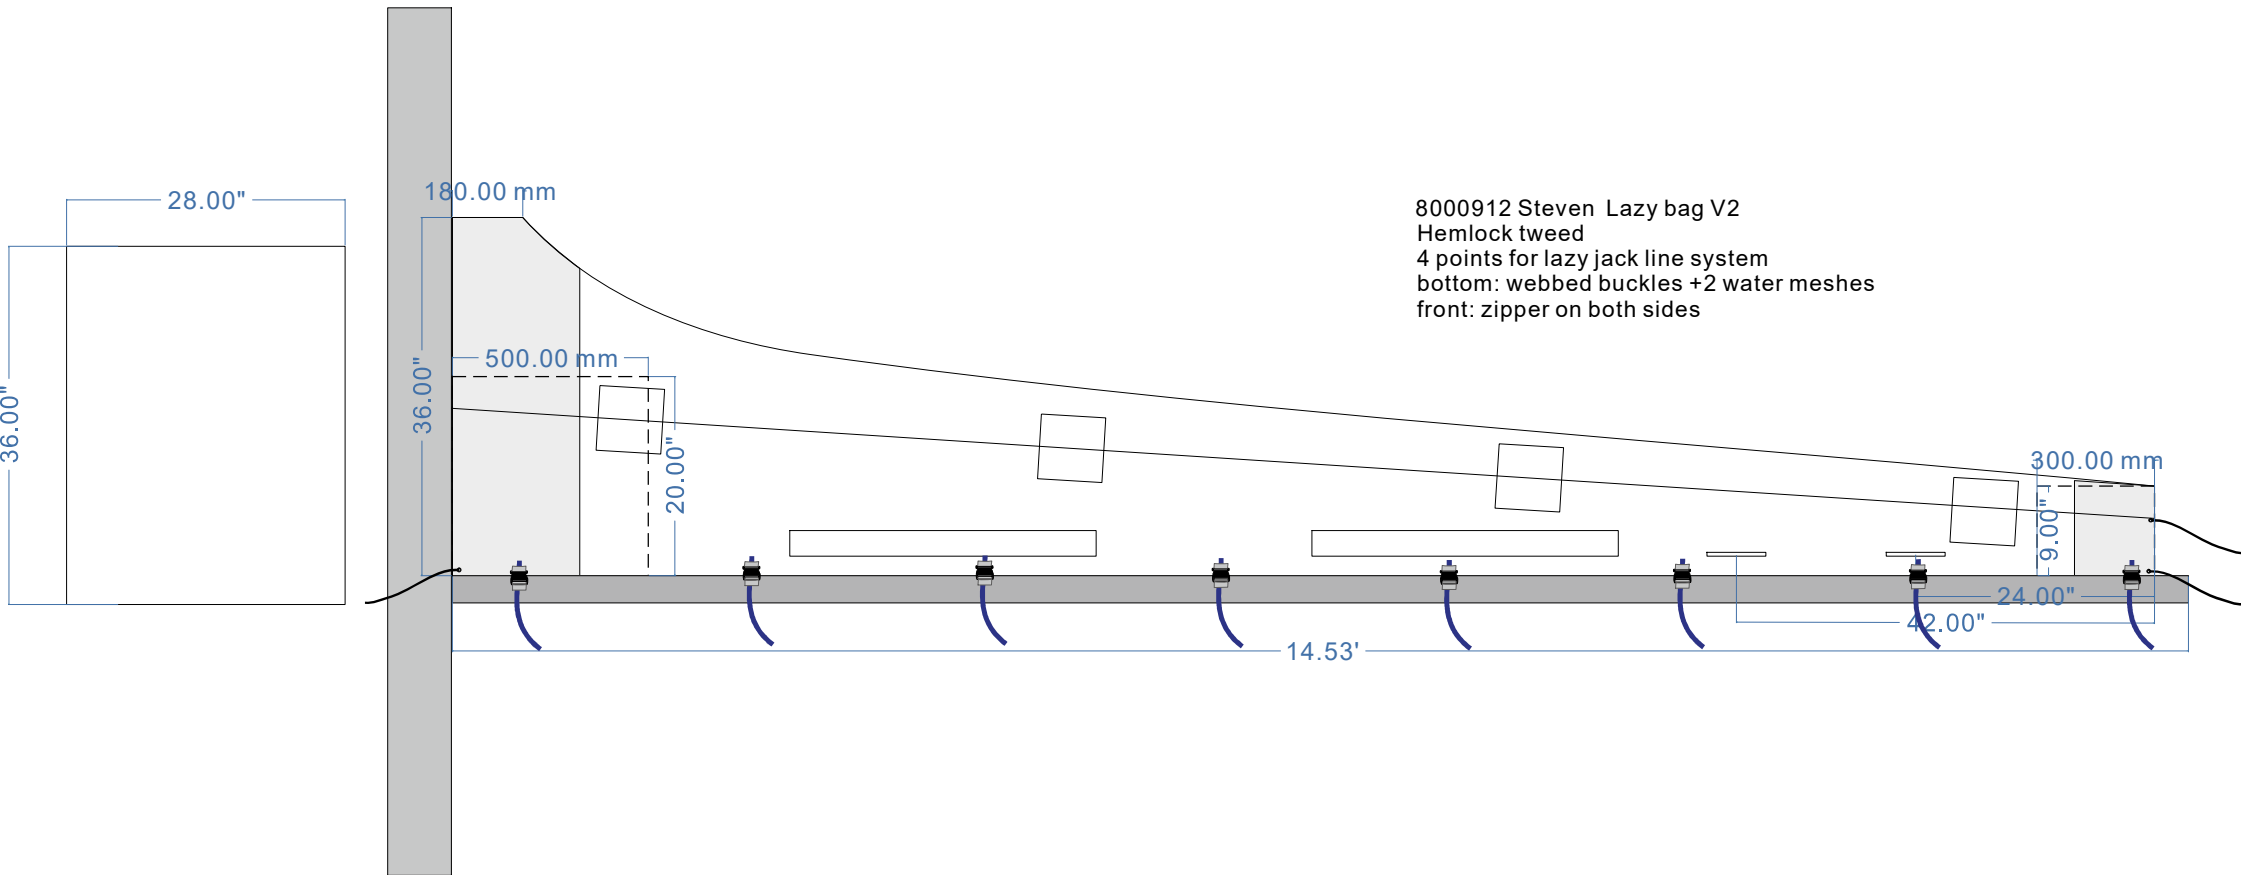 180.00 mm
28.00"
8000912 Steven Lazy bag V2
Hemlock tweed
4 points for lazy jack line system
bottom: webbed buckles +2 water meshes
front: zipper on both sides
500.00 mm
36.00"
36.00"
20.00"
300.00 mm
9.00"
24.00"
42.00"
14.53'